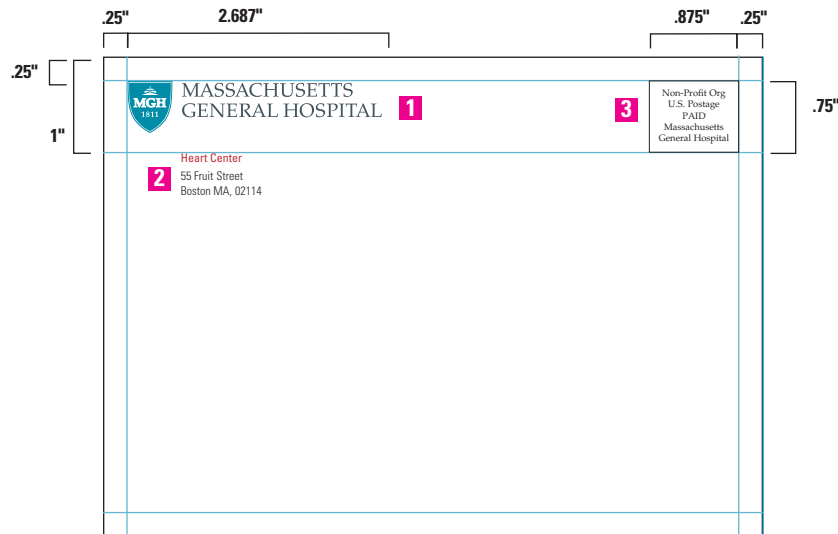 .25"
2.687"
.875"
.25"
.25"
1"
MGH
1811
MASSACHUSETTS
GENERAL HOSPITAL
1
3
Non-Profit Org
U.S. Postage
PAID
Massachusetts
General Hospital
.75"
2
Heart Center
55 Fruit Street
Boston MA, 02114